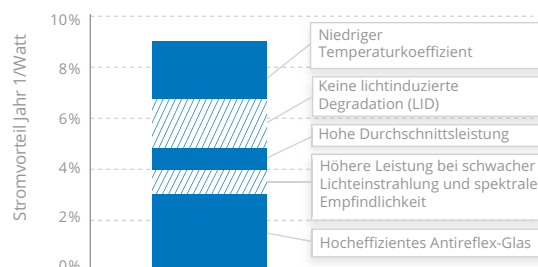 Stromvorteil Jahr 1/Watt
10%
8%
6%
4%
2%
0%
Niedriger
Temperaturkoeffizient
Keine lichtinduzierte
Degradation (LID)
Hohe Durchschnittsleistung
Höhere Leistung bei schwacher
Lichteinstrahlung und spektrale
Empfindlichkeit
Hocheffizientes Antireflex-Glas